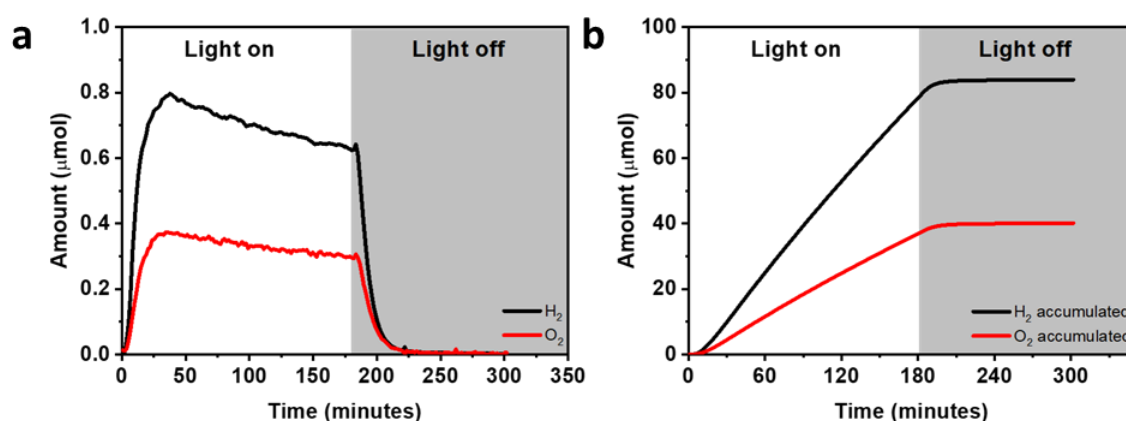 a
Light on
Light off
Amount (μmol)
1.0
0.8
0.6
0.4
0.2
0.0
H₂
O₂
0 50 100 150 200 250 300 350
Time (minutes)
b
Light on
Light off
Amount (μmol)
100
80
60
40
20
0
H₂ accumulated
O₂ accumulated
0 60 120 180 240 300
Time (minutes)